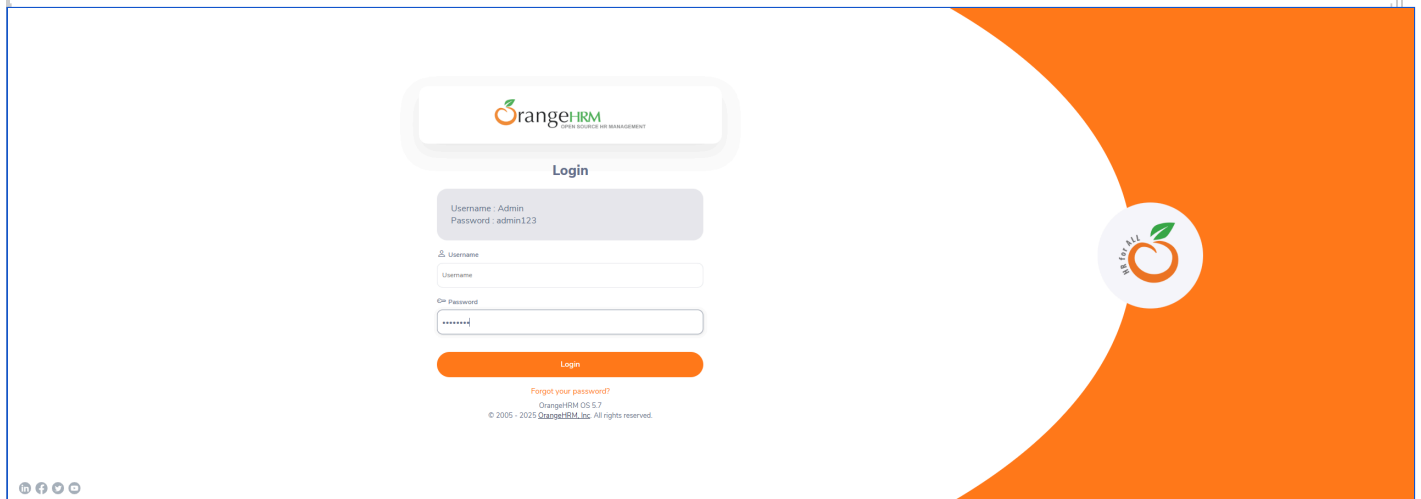 OrangeHRM
OPEN SOURCE HR MANAGEMENT
Login
Username : Admin
Password : admin123
Username
Username
Password
••••••••
Login
Forgot your password?
OrangeHRM OS 5.7
© 2005 - 2025 OrangeHRM, Inc. All rights reserved.
HR for ALL